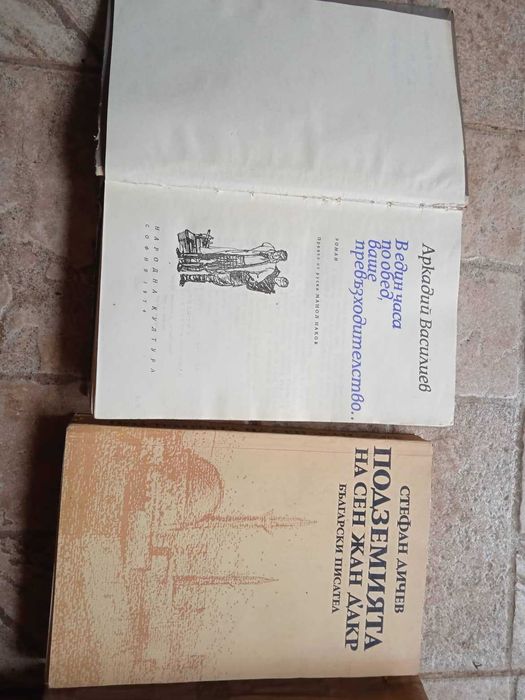 Аркадий Василиев
В един часа
по обед,
ваше
превъзходителство..
РОМАН
Превел от руски МАНОЛ НАКОВ
НАРОДНА КУЛТУРА
СОФИЯ 1974
СТЕФАН ДИЧЕВ
ПОДЗЕМИЯТА
НА СЕН ЖАН Д'АКР
БЪЛГАРСКИ ПИСАТЕЛ